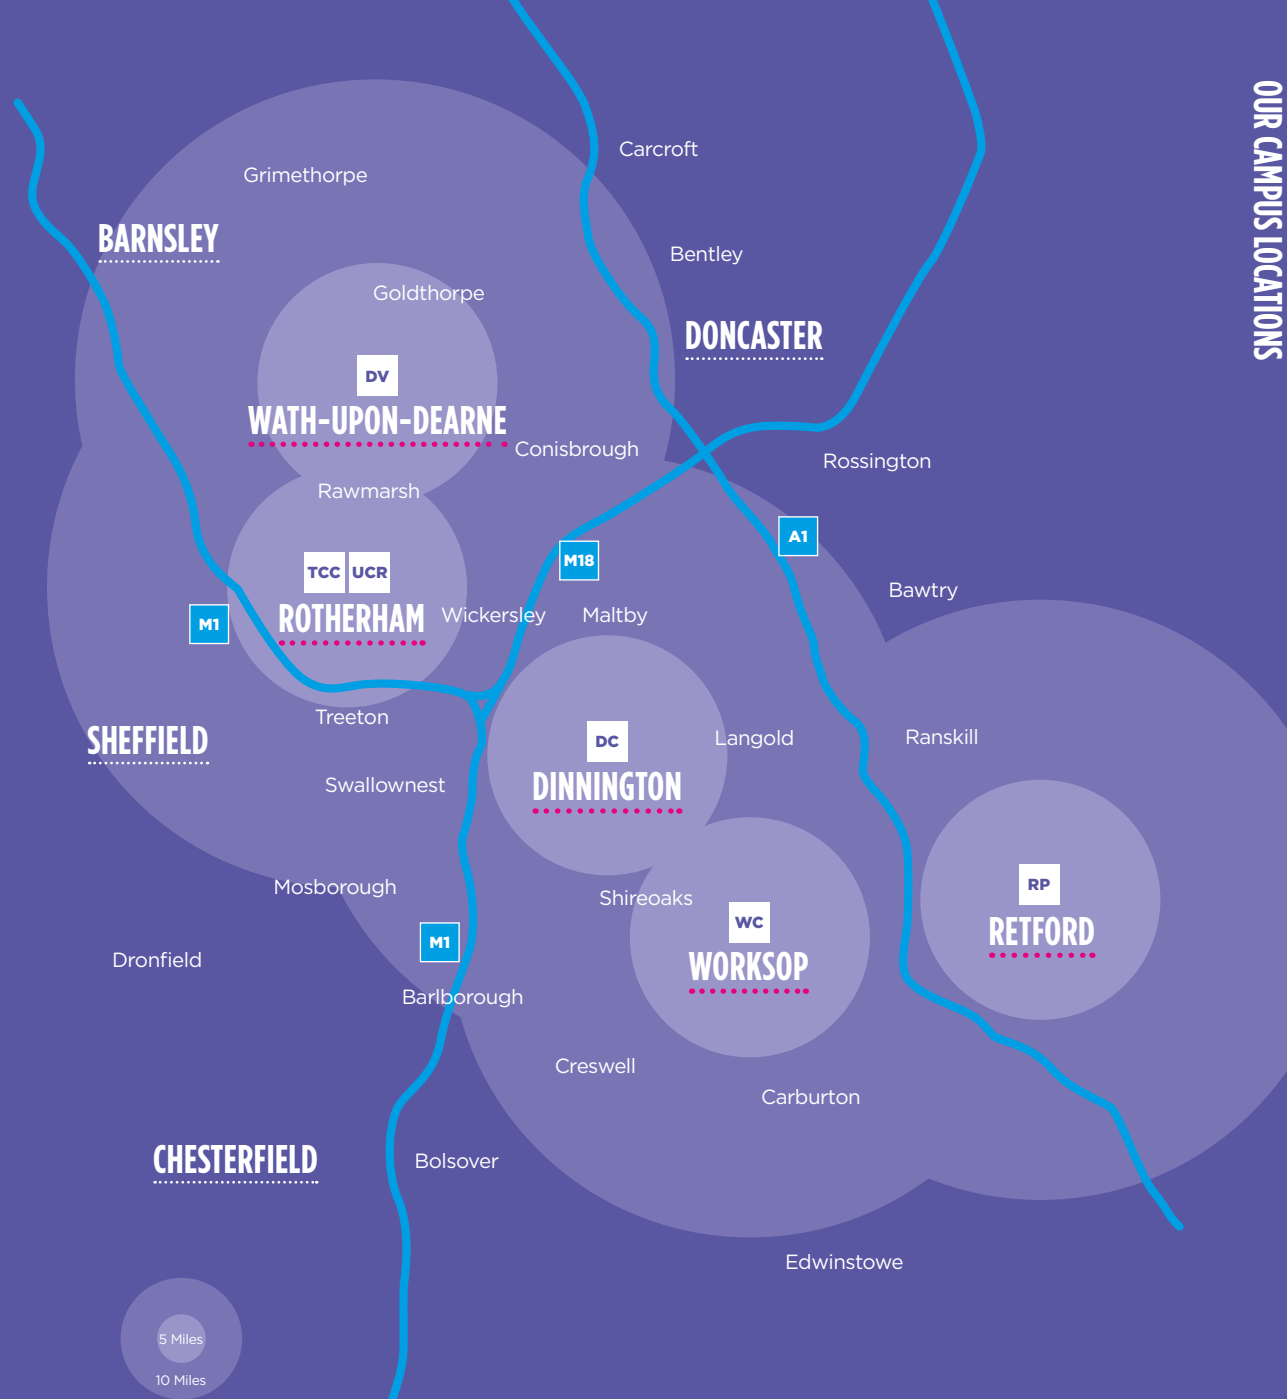 OUR CAMPUS LOCATIONS
Carcroft
Grimethorpe
BARNSLEY
Bentley
Goldthorpe
DONCASTER
DV
WATH-UPON-DEARNE
Conisbrough
Rossington
Rawmarsh
A1
M18
TCC UCR
Bawtry
ROTHERHAM
Wickersley
Maltby
M1
Treeton
SHEFFIELD
DC
Langold
Ranskill
Swallownest
DINNINGTON
Mosborough
Shireoaks
RP
WC
RETFORD
M1
Dronfield
WORKSOP
Barlborough
Creswell
Carburton
CHESTERFIELD
Bolsover
Edwinstowe
5 Miles
10 Miles